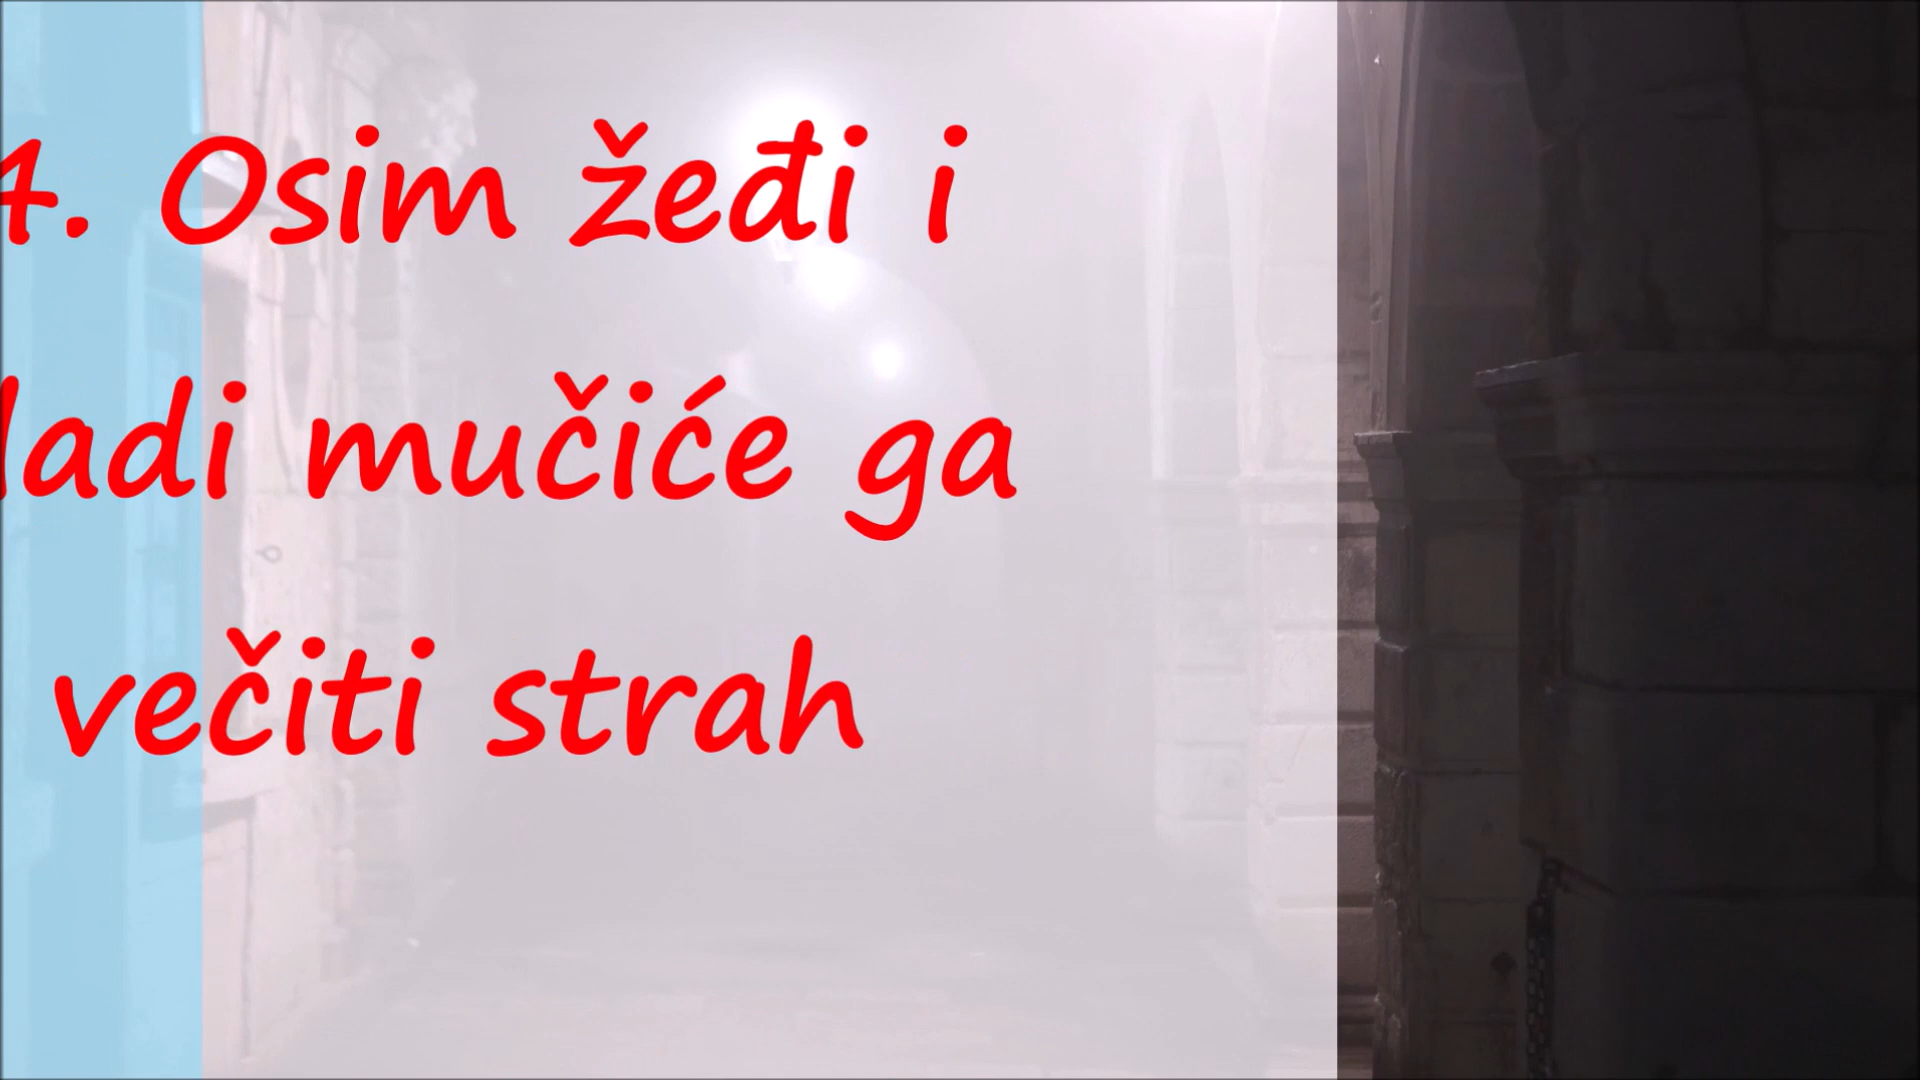 4. Osim žeđi i
ladi mučiće ga
večiti strah